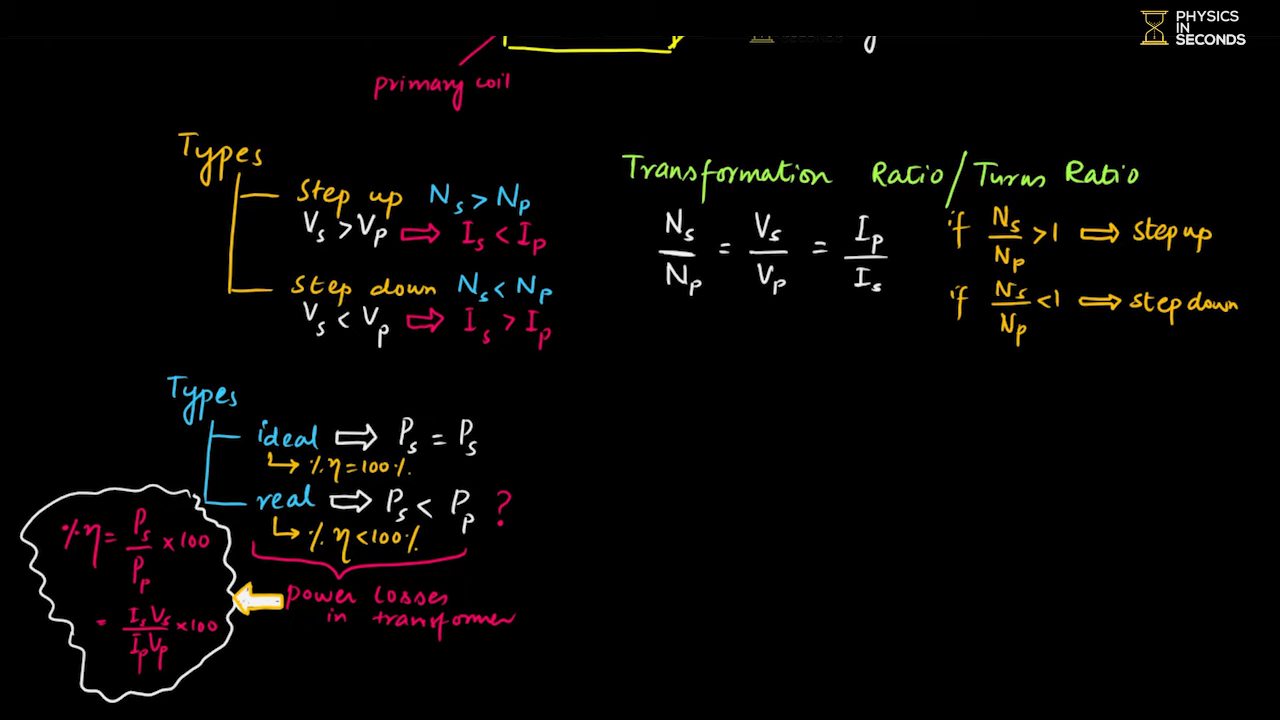 PHYSICS
IN
SECONDS
primary coil
Types
Step up Ns > Np
Vs > Vp ⇒ Is < Ip
Step down Ns < Np
Vs < Vp ⇒ Is > Ip
Transformation Ratio / Turns Ratio
Ns/Np = Vs/Vp = Ip/Is
if Ns/Np > 1 ⇒ step up
if Ns/Np < 1 ⇒ step down
Types
ideal ⇒ Ps = Ps
↳ % η = 100 %
real ⇒ Ps < Pp ?
↳ % η < 100 %
power losses
in transformer
% η = Ps/Pp × 100
= IsVs/IpVp × 100